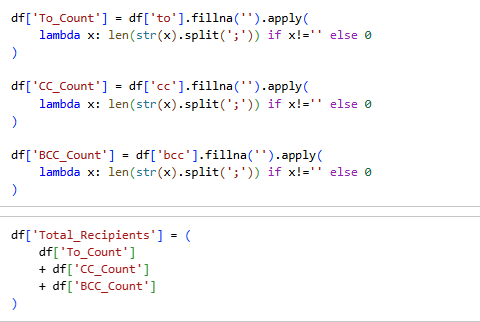 df['To_Count'] = df['to'].fillna('').apply(
    lambda x: len(str(x).split(';')) if x!='' else 0
)
df['CC_Count'] = df['cc'].fillna('').apply(
    lambda x: len(str(x).split(';')) if x!='' else 0
)
df['BCC_Count'] = df['bcc'].fillna('').apply(
    lambda x: len(str(x).split(';')) if x!='' else 0
)
df['Total_Recipients'] = (
    df['To_Count']
    + df['CC_Count']
    + df['BCC_Count']
)